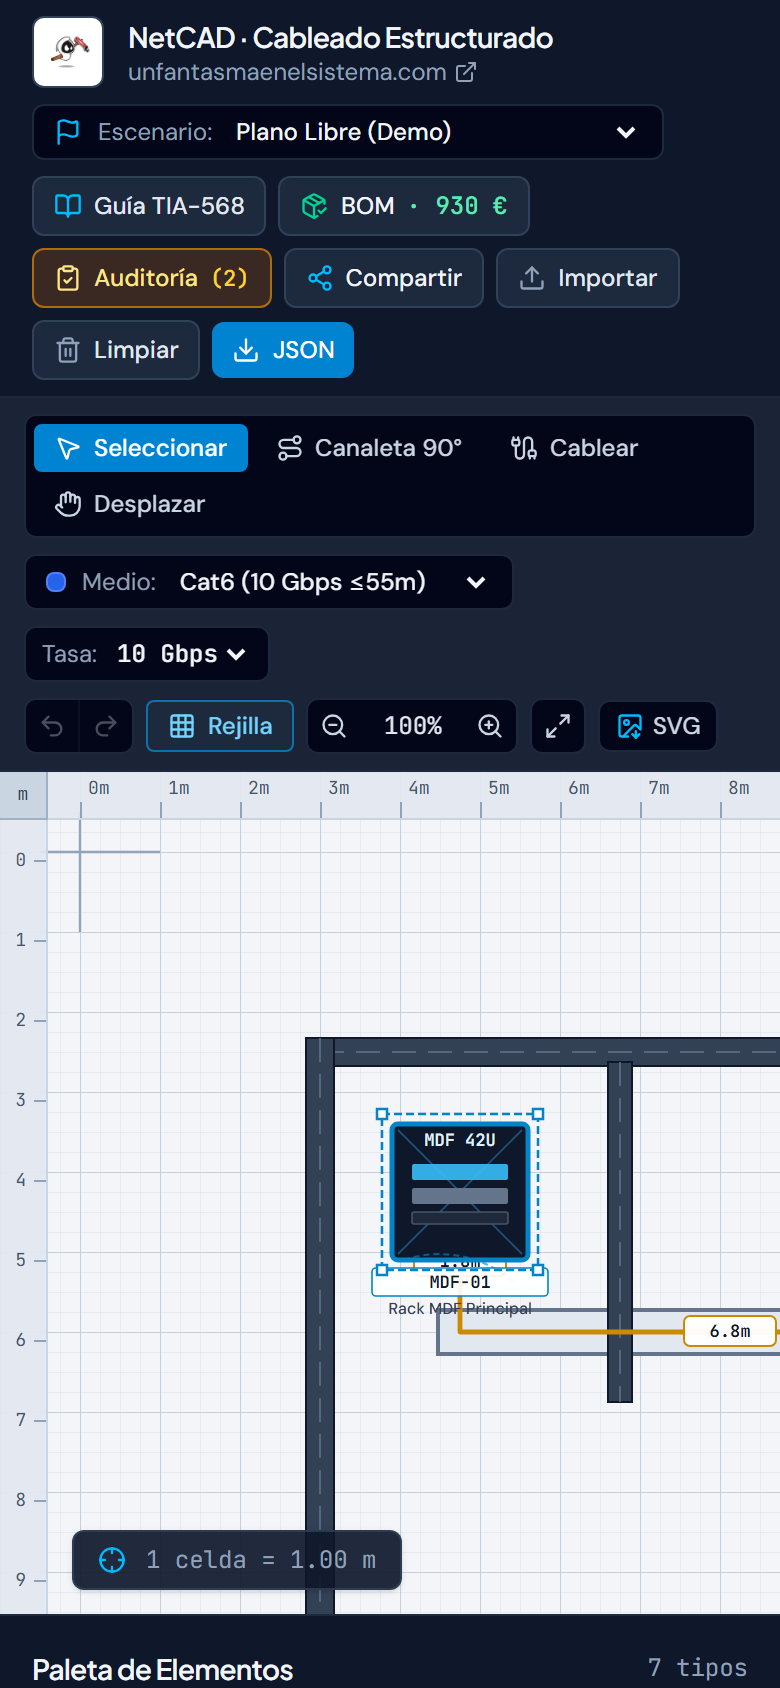 NetCAD · Cableado Estructurado
unfantasmaenelsistema.com
Escenario: Plano Libre (Demo)
Guía TIA-568
BOM · 930 €
Auditoría (2)
Compartir
Importar
Limpiar
JSON
Seleccionar
Canaleta 90°
Cablear
Desplazar
Medio: Cat6 (10 Gbps ≤55m)
Tasa: 10 Gbps
Rejilla
100%
SVG
m
0m 1m 2m 3m 4m 5m 6m 7m 8m
0
1
2
3
4
5
6
7
8
9
MDF 42U
MDF-01
Rack MDF Principal
6.8m
1 celda = 1.00 m
Paleta de Elementos
7 tipos